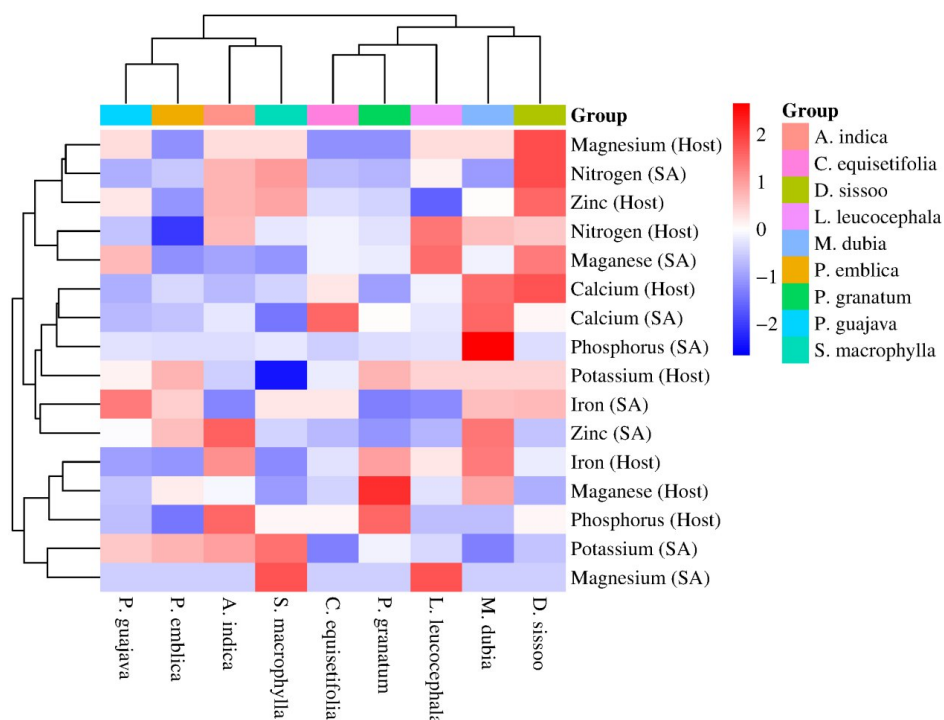 Group
Magnesium (Host)
Nitrogen (SA)
Zinc (Host)
Nitrogen (Host)
Maganese (SA)
Calcium (Host)
Calcium (SA)
Phosphorus (SA)
Potassium (Host)
Iron (SA)
Zinc (SA)
Iron (Host)
Maganese (Host)
Phosphorus (Host)
Potassium (SA)
Magnesium (SA)
P. guajava
P. emblica
A. indica
S. macrophylla
C. equisetifolia
P. granatum
L. leucocephala
M. dubia
D. sissoo
2
1
0
−1
−2
Group
A. indica
C. equisetifolia
D. sissoo
L. leucocephala
M. dubia
P. emblica
P. granatum
P. guajava
S. macrophylla